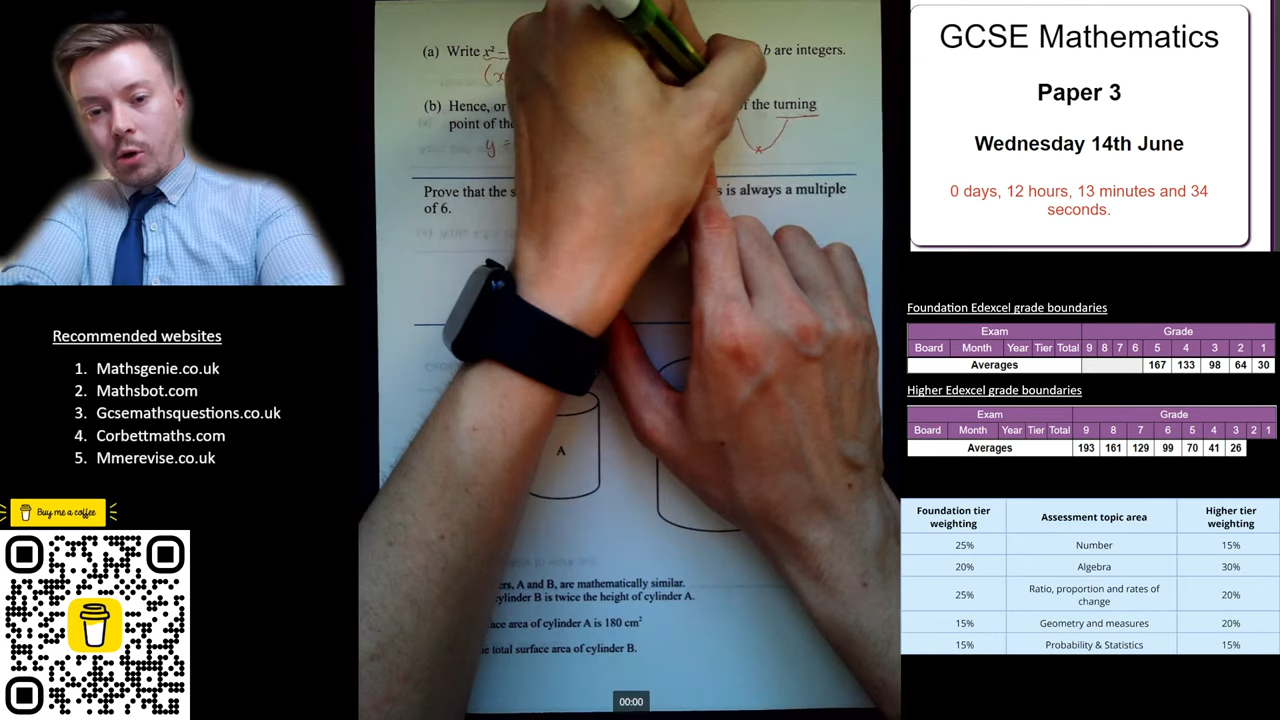 GCSE Mathematics
Paper 3
Wednesday 14th June
0 days, 12 hours, 13 minutes and 34
seconds.
(a) Write x² –
b are integers.
(b) Hence, or
the turning
point of the
y =
Prove that the
is always a multiple
of 6.
A
A and B, are mathematically similar.
cylinder B is twice the height of cylinder A.
area of cylinder A is 180 cm²
total surface area of cylinder B.
00:00
Recommended websites
1. Mathsgenie.co.uk
2. Mathsbot.com
3. Gcsemathsquestions.co.uk
4. Corbettmaths.com
5. Mmerevise.co.uk
Buy me a coffee
Foundation Edexcel grade boundaries
Exam Grade
Board Month Year Tier Total 9 8 7 6 5 4 3 2 1
Averages 167 133 98 64 30
Higher Edexcel grade boundaries
Exam Grade
Board Month Year Tier Total 9 8 7 6 5 4 3 2 1
Averages 193 161 129 99 70 41 26
Foundation tier weighting Assessment topic area Higher tier weighting
25% Number 15%
20% Algebra 30%
25% Ratio, proportion and rates of change 20%
15% Geometry and measures 20%
15% Probability & Statistics 15%